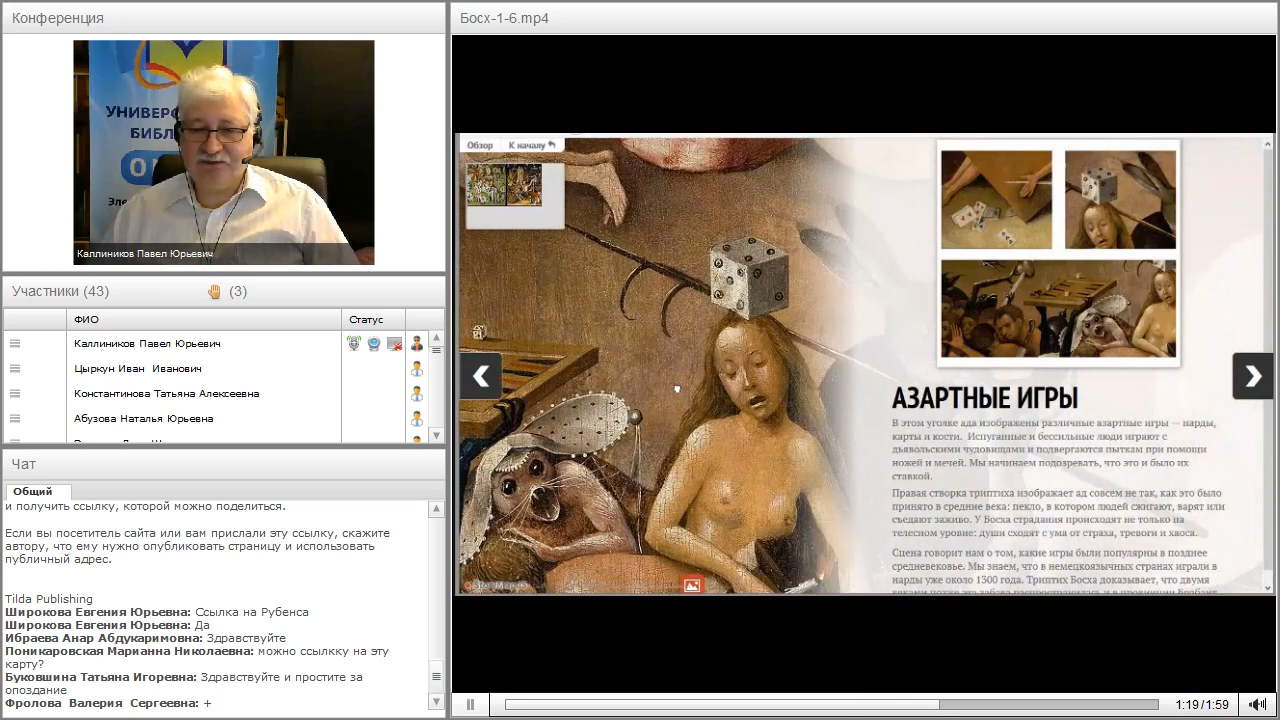 Конференция
УНИВЕР
БИБЛ
О
Эле
Каллиников Павел Юрьевич
Участники (43)
(3)
ФИО
Статус
Каллиников Павел Юрьевич
Цыркун Иван Иванович
Константинова Татьяна Алексеевна
Абузова Наталья Юрьевна
Чат
Общий
и получить ссылку, которой можно поделиться.
Если вы посетитель сайта или вам прислали эту ссылку, скажите
автору, что ему нужно опубликовать страницу и использовать
публичный адрес.
Tilda Publishing
Широкова Евгения Юрьевна: Ссылка на Рубенса
Широкова Евгения Юрьевна: Да
Ибраева Анар Абдукаримовна: Здравствуйте
Поникаровская Марианна Николаевна: можно ссылкку на эту
карту?
Буковшина Татьяна Игоревна: Здравствуйте и простите за
опоздание
Фролова Валерия Сергеевна: +
Босх-1-6.mp4
Обзор К началу
АЗАРТНЫЕ ИГРЫ
В этом уголке ада изображены различные азартные игры — нарды,
карты и кости. Испуганные и бессильные люди играют с
дьявольскими чудовищами и подвергаются пыткам при помощи
ножей и мечей. Мы начинаем подозревать, что это и было их
ставкой.
Правая створка триптиха изображает ад совсем не так, как это было
принято в средние века: пекло, в котором людей сжигают, варят или
съедают заживо. У Босха страдания происходят не только на
телесном уровне: души сходят с ума от страха, тревоги и хаоса.
Сцена говорит нам о том, какие игры были популярны в позднее
средневековье. Мы знаем, что в немецкоязычных странах играли в
нарды уже около 1300 года. Триптих Босха доказывает, что двумя
StoryMap JS
1:19/1:59